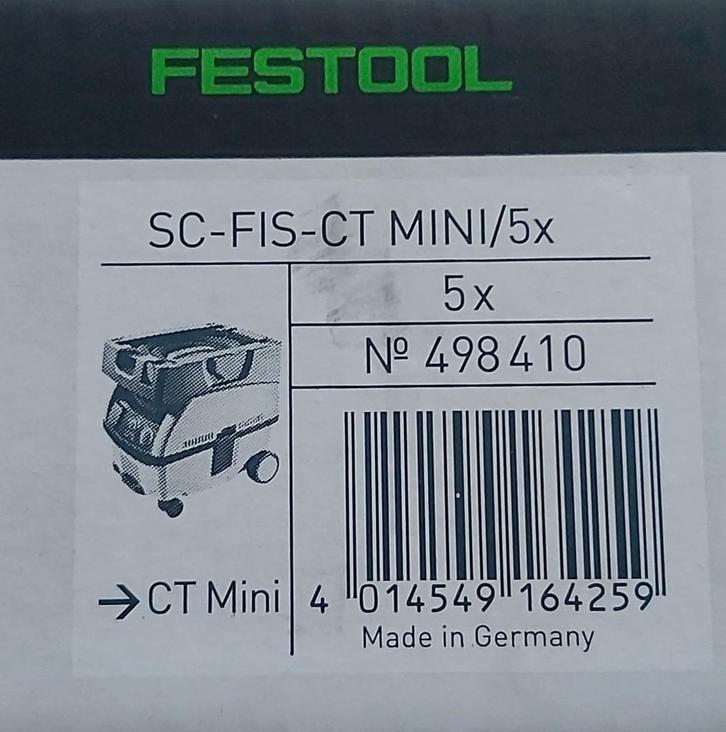 FESTOOL
SC-FIS-CT MINI/5x
5x
Nº 498410
→CT Mini
4 014549 164259
Made in Germany